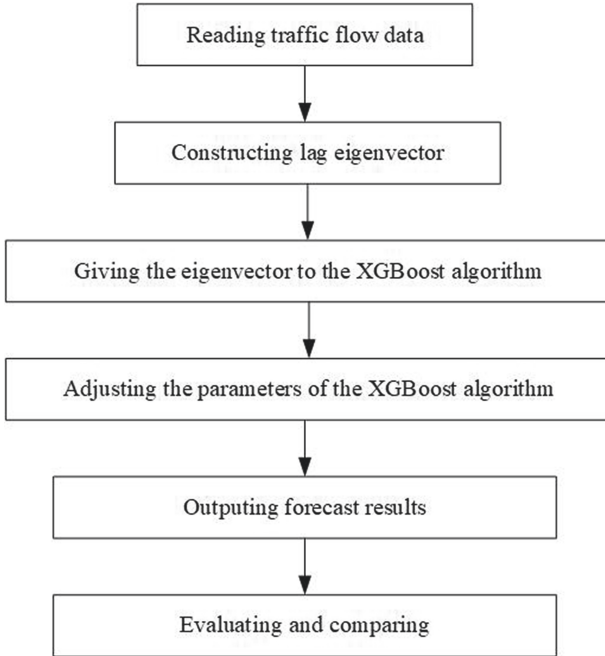 Reading traffic flow data
Constructing lag eigenvector
Giving the eigenvector to the XGBoost algorithm
Adjusting the parameters of the XGBoost algorithm
Outputing forecast results
Evaluating and comparing